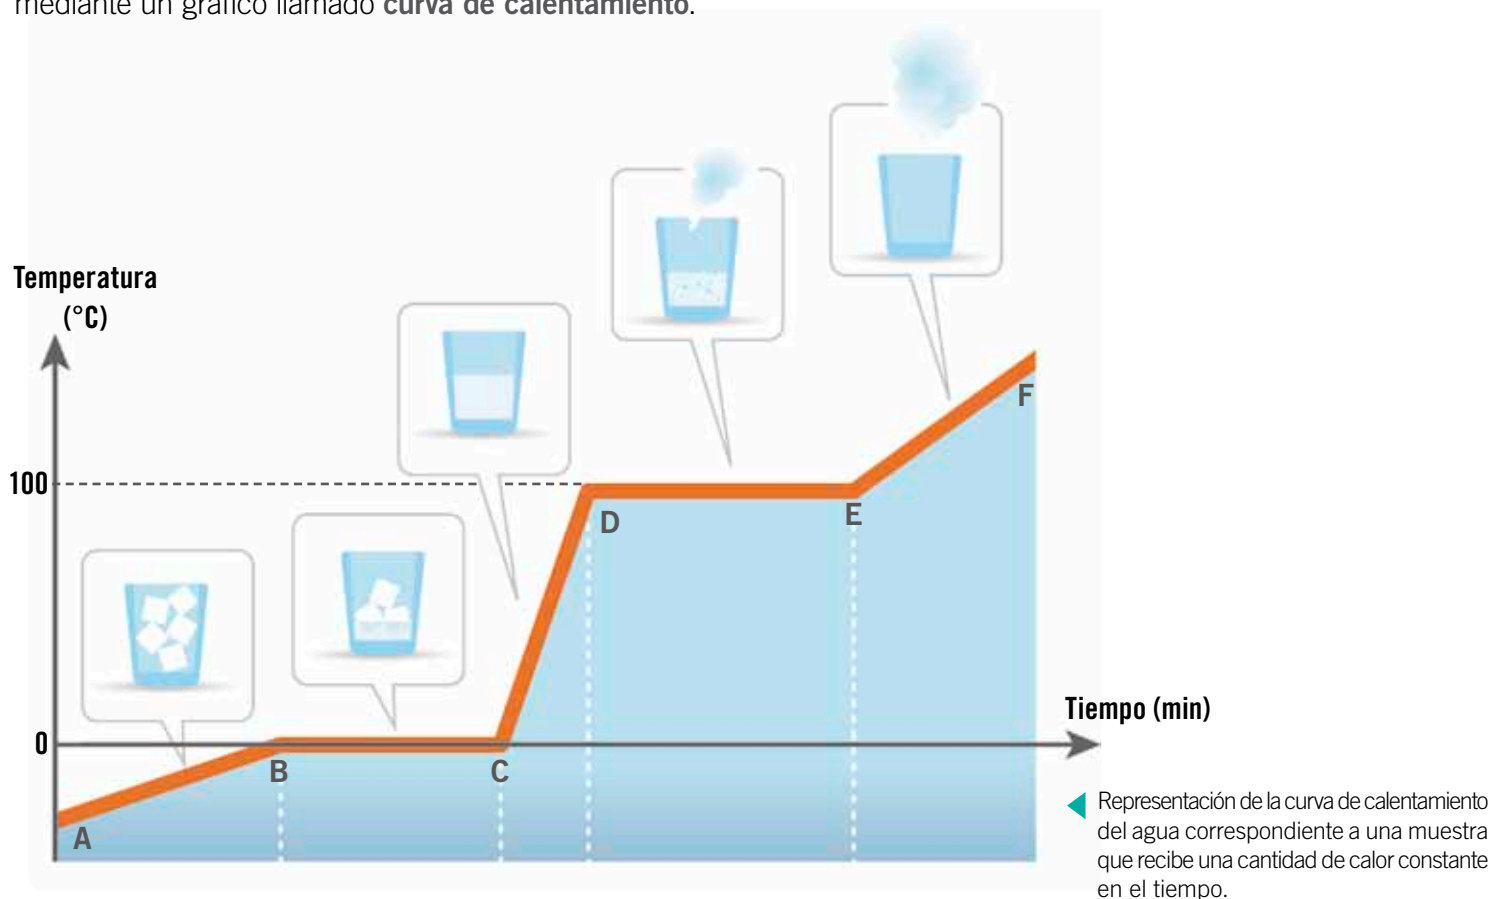 mediante un gráfico llamado curva de calentamiento.
Temperatura
(°C)
100
0
A
B
C
D
E
F
Tiempo (min)
Representación de la curva de calentamiento
del agua correspondiente a una muestra
que recibe una cantidad de calor constante
en el tiempo.